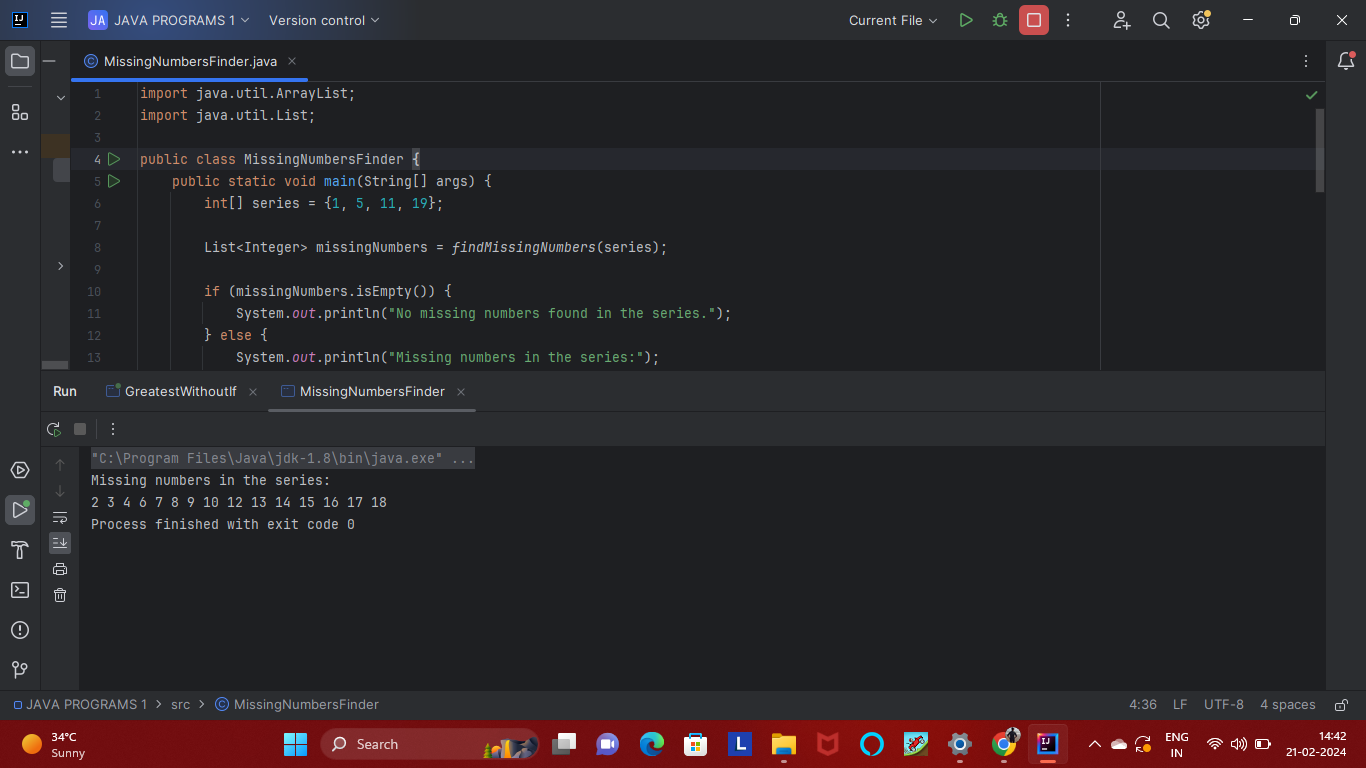 JA JAVA PROGRAMS 1 Version control Current File
MissingNumbersFinder.java
1 import java.util.ArrayList;
2 import java.util.List;
3
4 public class MissingNumbersFinder {
5 public static void main(String[] args) {
6 int[] series = {1, 5, 11, 19};
7
8 List<Integer> missingNumbers = findMissingNumbers(series);
9
10 if (missingNumbers.isEmpty()) {
11 System.out.println("No missing numbers found in the series.");
12 } else {
13 System.out.println("Missing numbers in the series:");
Run GreatestWithoutIf MissingNumbersFinder
"C:\Program Files\Java\jdk-1.8\bin\java.exe" ...
Missing numbers in the series:
2 3 4 6 7 8 9 10 12 13 14 15 16 17 18
Process finished with exit code 0
JAVA PROGRAMS 1 > src > MissingNumbersFinder 4:36 LF UTF-8 4 spaces
34°C
Sunny
Search
ENG
IN
14:42
21-02-2024